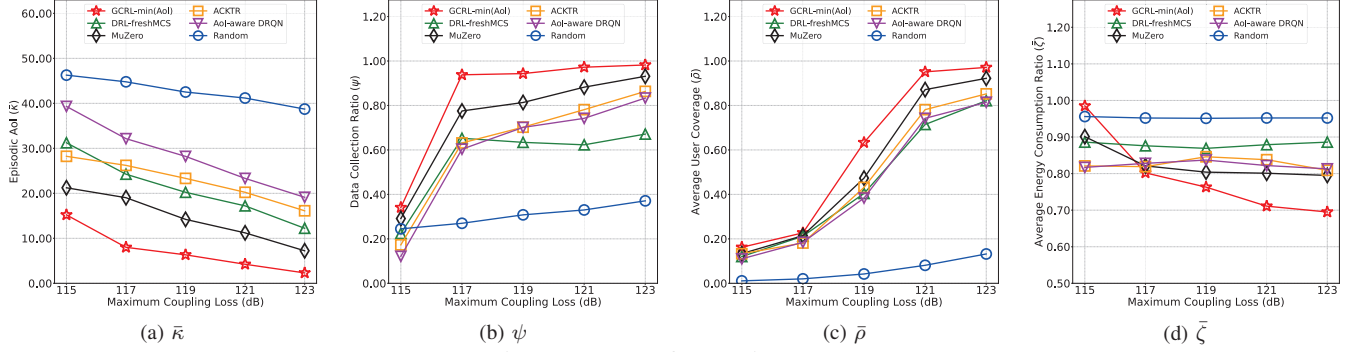 60.00
50.00
40.00
30.00
20.00
10.00
0.00
Episodic AoI (κ̄)
GCRL-min(AoI)
DRL-freshMCS
MuZero
ACKTR
AoI-aware DRQN
Random
115 117 119 121 123
Maximum Coupling Loss (dB)
(a) κ̄
1.20
1.00
0.80
0.60
0.40
0.20
0.00
Data Collection Ratio (ψ)
GCRL-min(AoI)
DRL-freshMCS
MuZero
ACKTR
AoI-aware DRQN
Random
115 117 119 121 123
Maximum Coupling Loss (dB)
(b) ψ
1.20
1.00
0.80
0.60
0.40
0.20
0.00
Average User Coverage (ρ̄)
GCRL-min(AoI)
DRL-freshMCS
MuZero
ACKTR
AoI-aware DRQN
Random
115 117 119 121 123
Maximum Coupling Loss (dB)
(c) ρ̄
1.20
1.10
1.00
0.90
0.80
0.70
0.60
0.50
Average Energy Consumption Ratio (ζ̄)
GCRL-min(AoI)
DRL-freshMCS
MuZero
ACKTR
AoI-aware DRQN
Random
115 117 119 121 123
Maximum Coupling Loss (dB)
(d) ζ̄